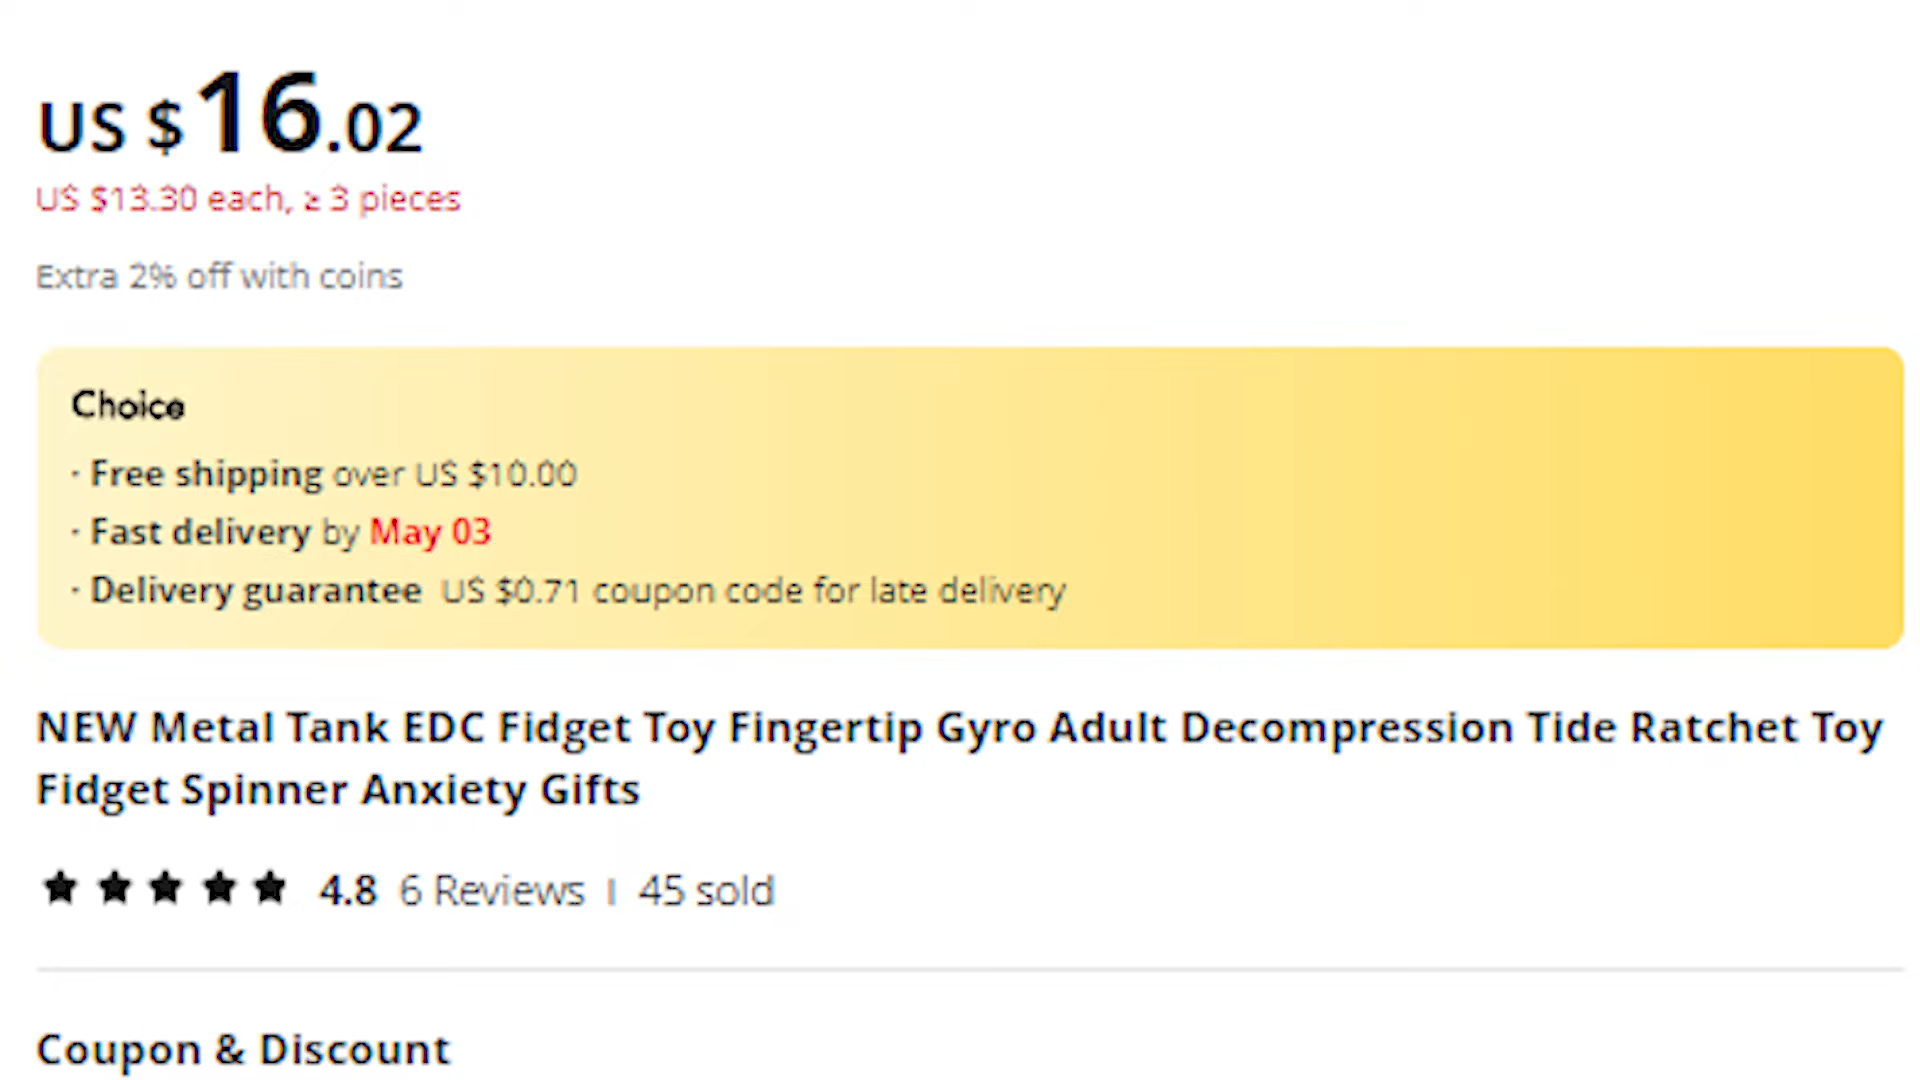 US $16.02
US $13.30 each, ≥ 3 pieces
Extra 2% off with coins
Choice
· Free shipping over US $10.00
· Fast delivery by May 03
· Delivery guarantee US $0.71 coupon code for late delivery
NEW Metal Tank EDC Fidget Toy Fingertip Gyro Adult Decompression Tide Ratchet Toy
Fidget Spinner Anxiety Gifts
★ ★ ★ ★ ★ 4.8 6 Reviews | 45 sold
Coupon & Discount